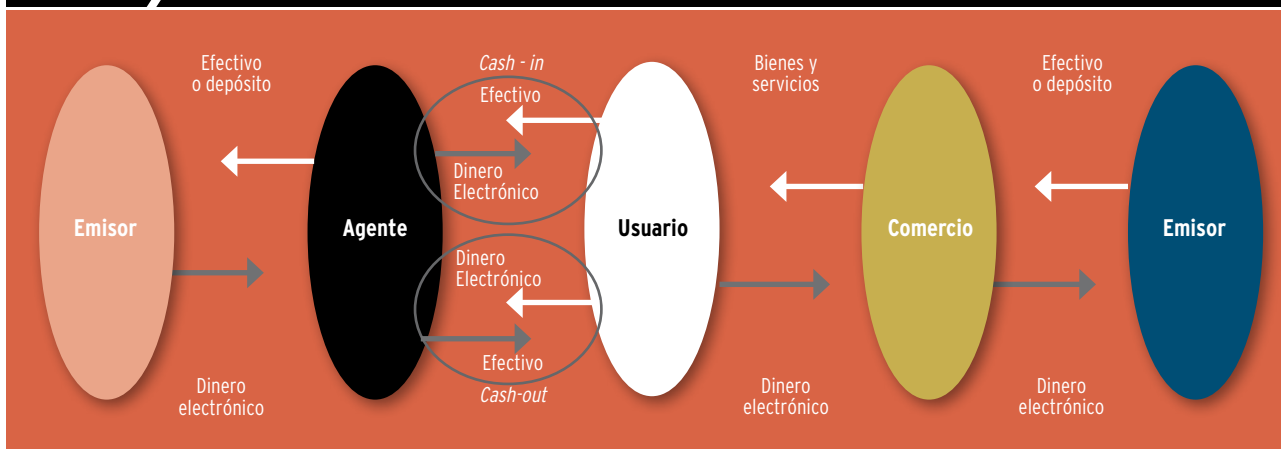 Efectivo
o depósito
Cash - in
Efectivo
Dinero
Electrónico
Bienes y
servicios
Efectivo
o depósito
Emisor
Agente
Usuario
Comercio
Emisor
Dinero
Electrónico
Efectivo
Cash-out
Dinero
electrónico
Dinero
electrónico
Dinero
electrónico